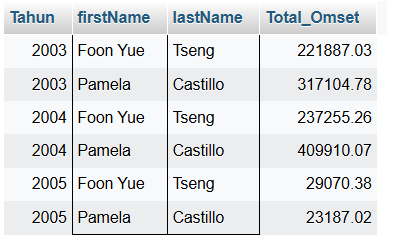 Tahun firstName lastName Total_Omset
2003 Foon Yue Tseng 221887.03
2003 Pamela Castillo 317104.78
2004 Foon Yue Tseng 237255.26
2004 Pamela Castillo 409910.07
2005 Foon Yue Tseng 29070.38
2005 Pamela Castillo 23187.02